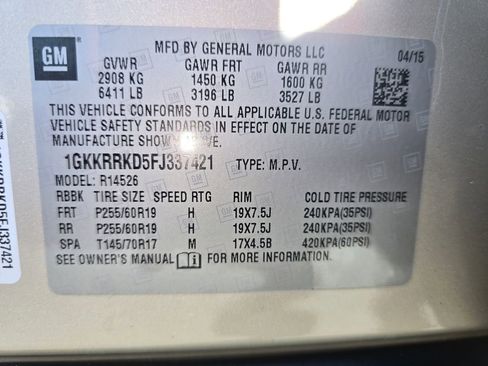 GM
MFD BY GENERAL MOTORS LLC
04/15
GVWR GAWR FRT GAWR RR
2908 KG 1450 KG 1600 KG
6411 LB 3196 LB 3527 LB
THIS VEHICLE CONFORMS TO ALL APPLICABLE U.S. FEDERAL MOTOR
VEHICLE SAFETY STANDARDS IN EFFECT ON THE DATE OF
MANUFACTURE SHOWN ABOVE.
1GKKRRKD5FJ337421 TYPE: M.P.V.
MODEL: R14526
RBBK TIRE SIZE SPEED RTG RIM COLD TIRE PRESSURE
FRT P255/60R19 H 19X7.5J 240KPA(35PSI)
RR P255/60R19 H 19X7.5J 240KPA(35PSI)
SPA T145/70R17 M 17X4.5B 420KPA(60PSI)
SEE OWNER'S MANUAL FOR MORE INFORMATION.
1GKKRRKD5FJ337421